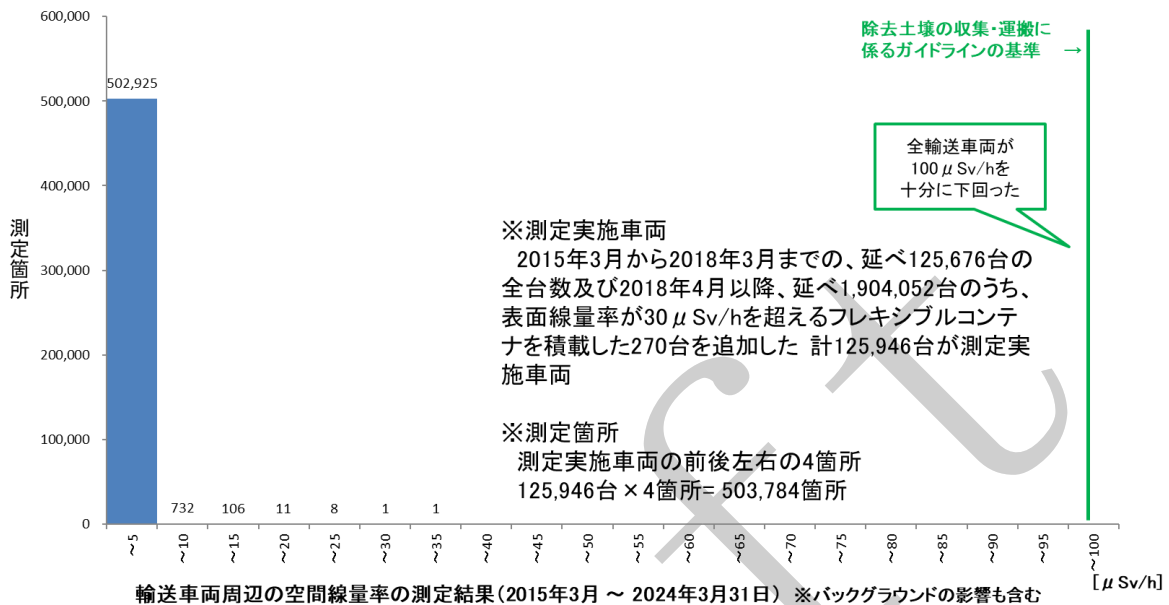 600,000
500,000
400,000
300,000
200,000
100,000
0
測定箇所
502,925
732
106
11
8
1
1
除去土壌の収集・運搬に
係るガイドラインの基準 →
全輸送車両が
100μSv/hを
十分に下回った
※測定実施車両
2015年3月から2018年3月までの、延べ125,676台の
全台数及び2018年4月以降、延べ1,904,052台のうち、
表面線量率が30μSv/hを超えるフレキシブルコンテ
ナを積載した270台を追加した 計125,946台が測定実
施車両
※測定箇所
測定実施車両の前後左右の4箇所
125,946台×4箇所= 503,784箇所
~5
~10
~15
~20
~25
~30
~35
~40
~45
~50
~55
~60
~65
~70
~75
~80
~85
~90
~95
~100
[μSv/h]
輸送車両周辺の空間線量率の測定結果(2015年3月 ~ 2024年3月31日) ※バックグラウンドの影響も含む
ft